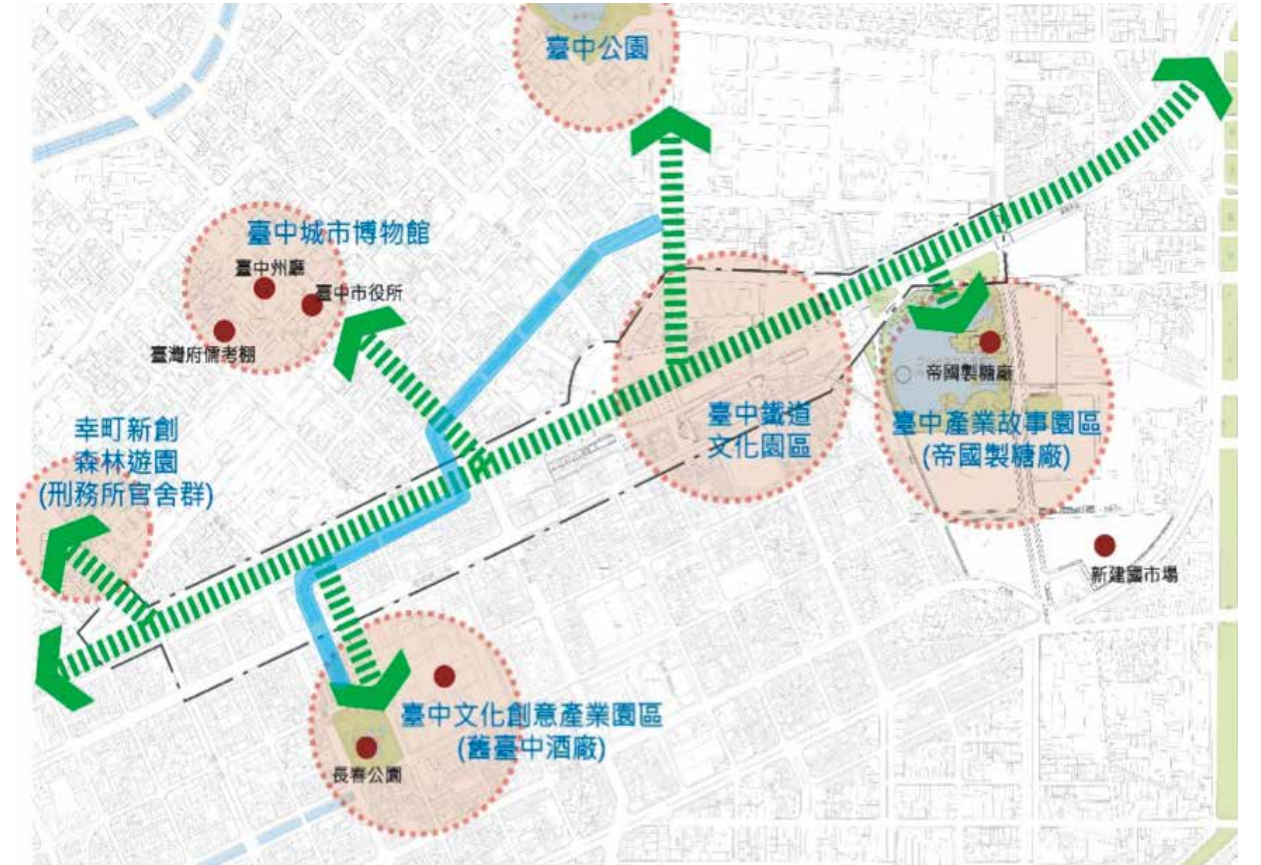 臺中公園
臺中城市博物館
臺中州廳
臺中市役所
臺灣府儒考棚
幸町新創
森林遊園
(刑務所官舍群)
臺中鐵道
文化園區
帝國製糖廠
臺中產業故事園區
(帝國製糖廠)
新建國市場
臺中文化創意產業園區
(舊臺中酒廠)
長春公園